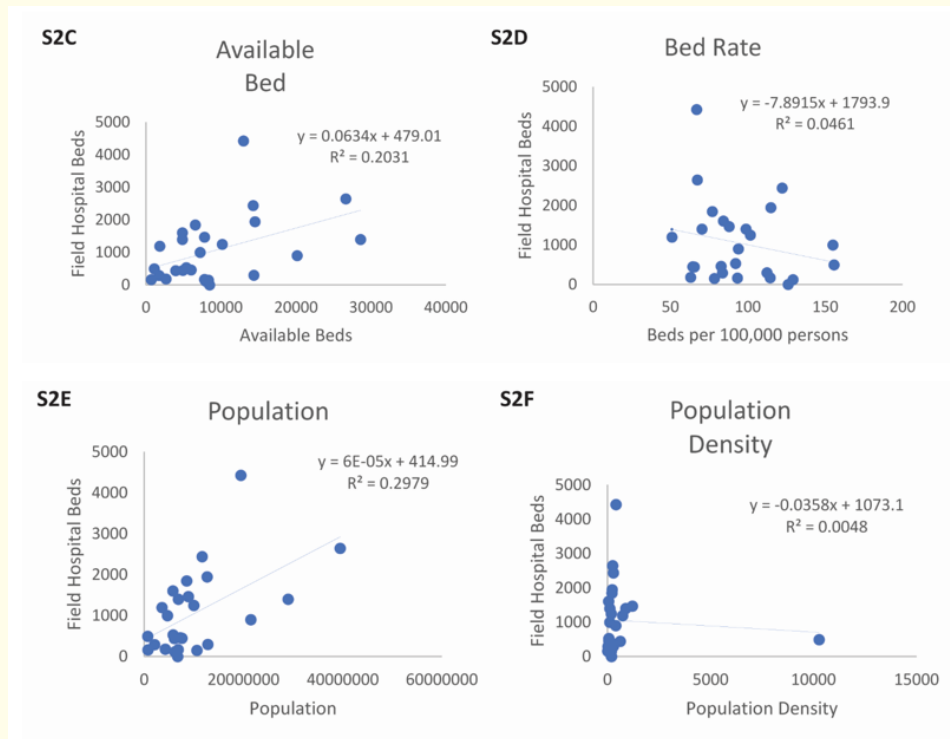 S2C
Available
Bed
y = 0.0634x + 479.01
R² = 0.2031
Field Hospital Beds
5000
4000
3000
2000
1000
0
0 10000 20000 30000 40000
Available Beds
S2D
Bed Rate
y = -7.8915x + 1793.9
R² = 0.0461
Field Hospital Beds
5000
4000
3000
2000
1000
0
0 50 100 150 200
Beds per 100,000 persons
S2E
Population
y = 6E-05x + 414.99
R² = 0.2979
Field Hospital Beds
5000
4000
3000
2000
1000
0
0 20000000 40000000 60000000
Population
S2F
Population
Density
y = -0.0358x + 1073.1
R² = 0.0048
Field Hospital Beds
5000
4000
3000
2000
1000
0
0 5000 10000 15000
Population Density